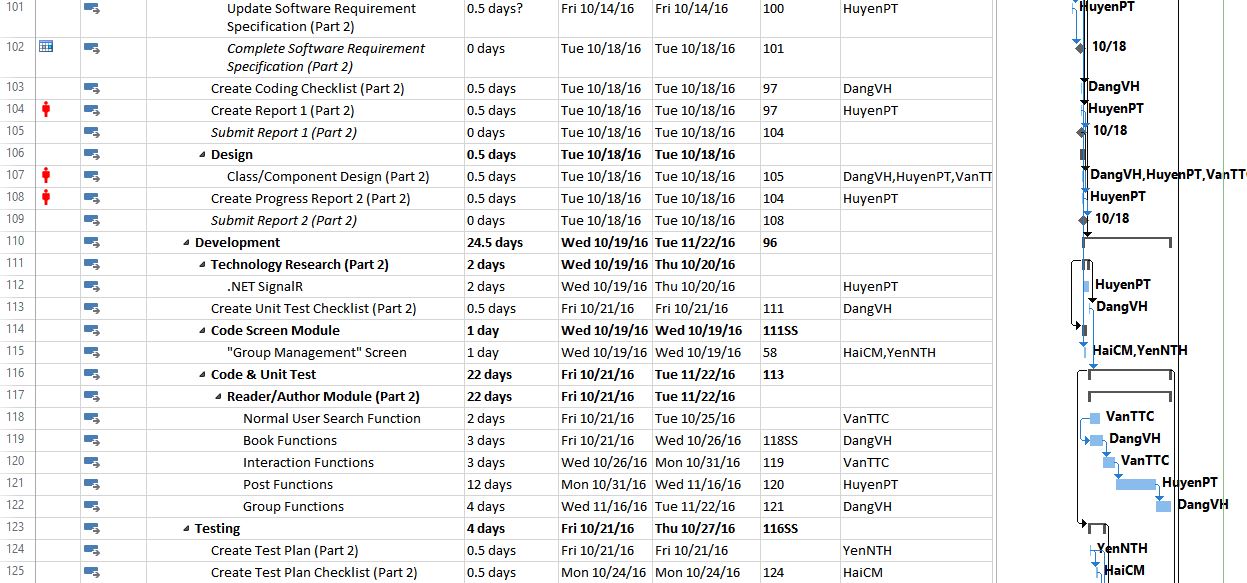 101 Update Software Requirement 0.5 days? Fri 10/14/16 Fri 10/14/16 100 HuyenPT HuyenPT
Specification (Part 2)
102 Complete Software Requirement 0 days Tue 10/18/16 Tue 10/18/16 101 10/18
Specification (Part 2)
103 Create Coding Checklist (Part 2) 0.5 days Tue 10/18/16 Tue 10/18/16 97 DangVH DangVH
104 Create Report 1 (Part 2) 0.5 days Tue 10/18/16 Tue 10/18/16 97 HuyenPT HuyenPT
105 Submit Report 1 (Part 2) 0 days Tue 10/18/16 Tue 10/18/16 104 10/18
106 Design 0.5 days Tue 10/18/16 Tue 10/18/16
107 Class/Component Design (Part 2) 0.5 days Tue 10/18/16 Tue 10/18/16 105 DangVH,HuyenPT,VanTT DangVH,HuyenPT,VanTT
108 Create Progress Report 2 (Part 2) 0.5 days Tue 10/18/16 Tue 10/18/16 104 HuyenPT HuyenPT
109 Submit Report 2 (Part 2) 0 days Tue 10/18/16 Tue 10/18/16 108 10/18
110 Development 24.5 days Wed 10/19/16 Tue 11/22/16 96
111 Technology Research (Part 2) 2 days Wed 10/19/16 Thu 10/20/16
112 .NET SignalR 2 days Wed 10/19/16 Thu 10/20/16 HuyenPT HuyenPT
113 Create Unit Test Checklist (Part 2) 0.5 days Fri 10/21/16 Fri 10/21/16 111 DangVH DangVH
114 Code Screen Module 1 day Wed 10/19/16 Wed 10/19/16 111SS
115 "Group Management" Screen 1 day Wed 10/19/16 Wed 10/19/16 58 HaiCM,YenNTH HaiCM,YenNTH
116 Code & Unit Test 22 days Fri 10/21/16 Tue 11/22/16 113
117 Reader/Author Module (Part 2) 22 days Fri 10/21/16 Tue 11/22/16
118 Normal User Search Function 2 days Fri 10/21/16 Tue 10/25/16 VanTTC VanTTC
119 Book Functions 3 days Fri 10/21/16 Wed 10/26/16 118SS DangVH DangVH
120 Interaction Functions 3 days Wed 10/26/16 Mon 10/31/16 119 VanTTC VanTTC
121 Post Functions 12 days Mon 10/31/16 Wed 11/16/16 120 HuyenPT HuyenPT
122 Group Functions 4 days Wed 11/16/16 Tue 11/22/16 121 DangVH DangVH
123 Testing 4 days Fri 10/21/16 Thu 10/27/16 116SS
124 Create Test Plan (Part 2) 0.5 days Fri 10/21/16 Fri 10/21/16 YenNTH YenNTH
125 Create Test Plan Checklist (Part 2) 0.5 days Mon 10/24/16 Mon 10/24/16 124 HaiCM HaiCM